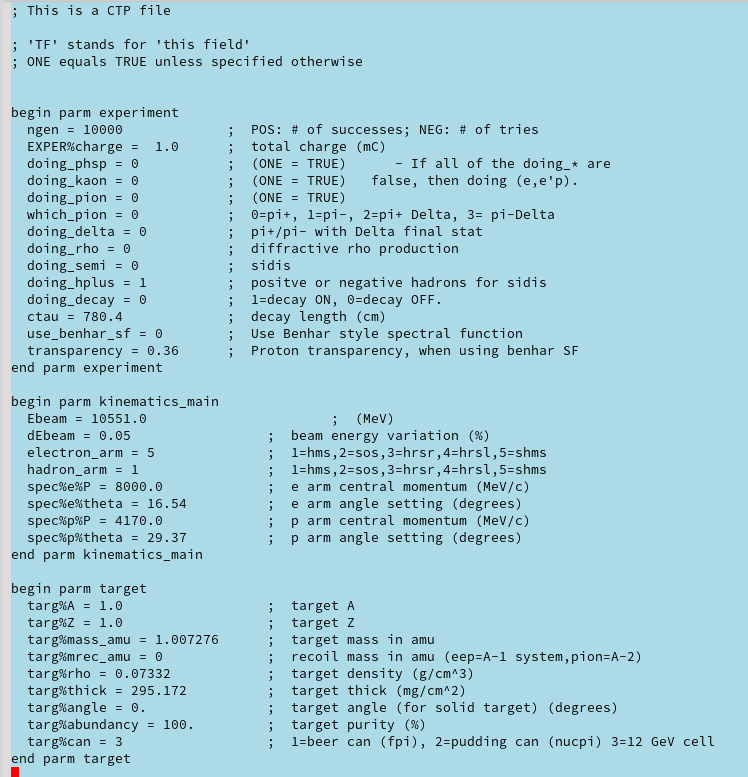 ; This is a CTP file
; 'TF' stands for 'this field'
; ONE equals TRUE unless specified otherwise
begin parm experiment
ngen = 10000 ; POS: # of successes; NEG: # of tries
EXPER%charge = 1.0 ; total charge (mC)
doing_phsp = 0 ; (ONE = TRUE) - If all of the doing_* are
doing_kaon = 0 ; (ONE = TRUE) false, then doing (e,e'p).
doing_pion = 0 ; (ONE = TRUE)
which_pion = 0 ; 0=pi+, 1=pi-, 2=pi+ Delta, 3= pi-Delta
doing_delta = 0 ; pi+/pi- with Delta final stat
doing_rho = 0 ; diffractive rho production
doing_semi = 0 ; sidis
doing_hplus = 1 ; positve or negative hadrons for sidis
doing_decay = 0 ; 1=decay ON, 0=decay OFF.
ctau = 780.4 ; decay length (cm)
use_benhar_sf = 0 ; Use Benhar style spectral function
transparency = 0.36 ; Proton transparency, when using benhar SF
end parm experiment
begin parm kinematics_main
Ebeam = 10551.0 ; (MeV)
dEbeam = 0.05 ; beam energy variation (%)
electron_arm = 5 ; 1=hms,2=sos,3=hrsr,4=hrsl,5=shms
hadron_arm = 1 ; 1=hms,2=sos,3=hrsr,4=hrsl,5=shms
spec%e%P = 8000.0 ; e arm central momentum (MeV/c)
spec%e%theta = 16.54 ; e arm angle setting (degrees)
spec%p%P = 4170.0 ; p arm central momentum (MeV/c)
spec%p%theta = 29.37 ; p arm angle setting (degrees)
end parm kinematics_main
begin parm target
targ%A = 1.0 ; target A
targ%Z = 1.0 ; target Z
targ%mass_amu = 1.007276 ; target mass in amu
targ%mrec_amu = 0 ; recoil mass in amu (eep=A-1 system,pion=A-2)
targ%rho = 0.07332 ; target density (g/cm^3)
targ%thick = 295.172 ; target thick (mg/cm^2)
targ%angle = 0. ; target angle (for solid target) (degrees)
targ%abundancy = 100. ; target purity (%)
targ%can = 3 ; 1=beer can (fpi), 2=pudding can (nucpi) 3=12 GeV cell
end parm target